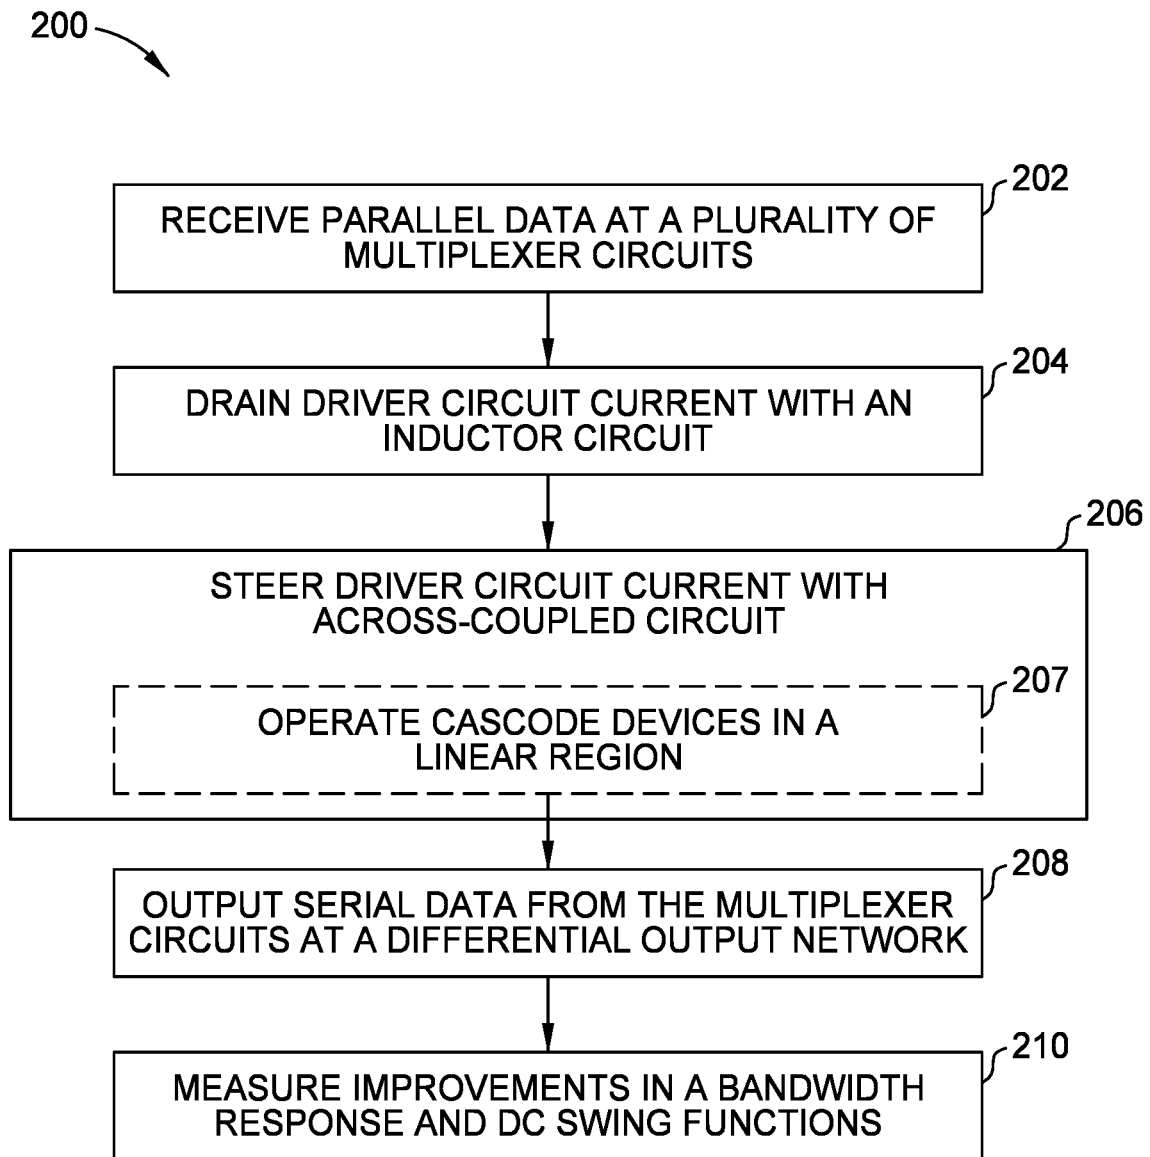 200
202
RECEIVE PARALLEL DATA AT A PLURALITY OF
MULTIPLEXER CIRCUITS
204
DRAIN DRIVER CIRCUIT CURRENT WITH AN
INDUCTOR CIRCUIT
206
STEER DRIVER CIRCUIT CURRENT WITH
ACROSS-COUPLED CIRCUIT
207
OPERATE CASCODE DEVICES IN A
LINEAR REGION
208
OUTPUT SERIAL DATA FROM THE MULTIPLEXER
CIRCUITS AT A DIFFERENTIAL OUTPUT NETWORK
210
MEASURE IMPROVEMENTS IN A BANDWIDTH
RESPONSE AND DC SWING FUNCTIONS